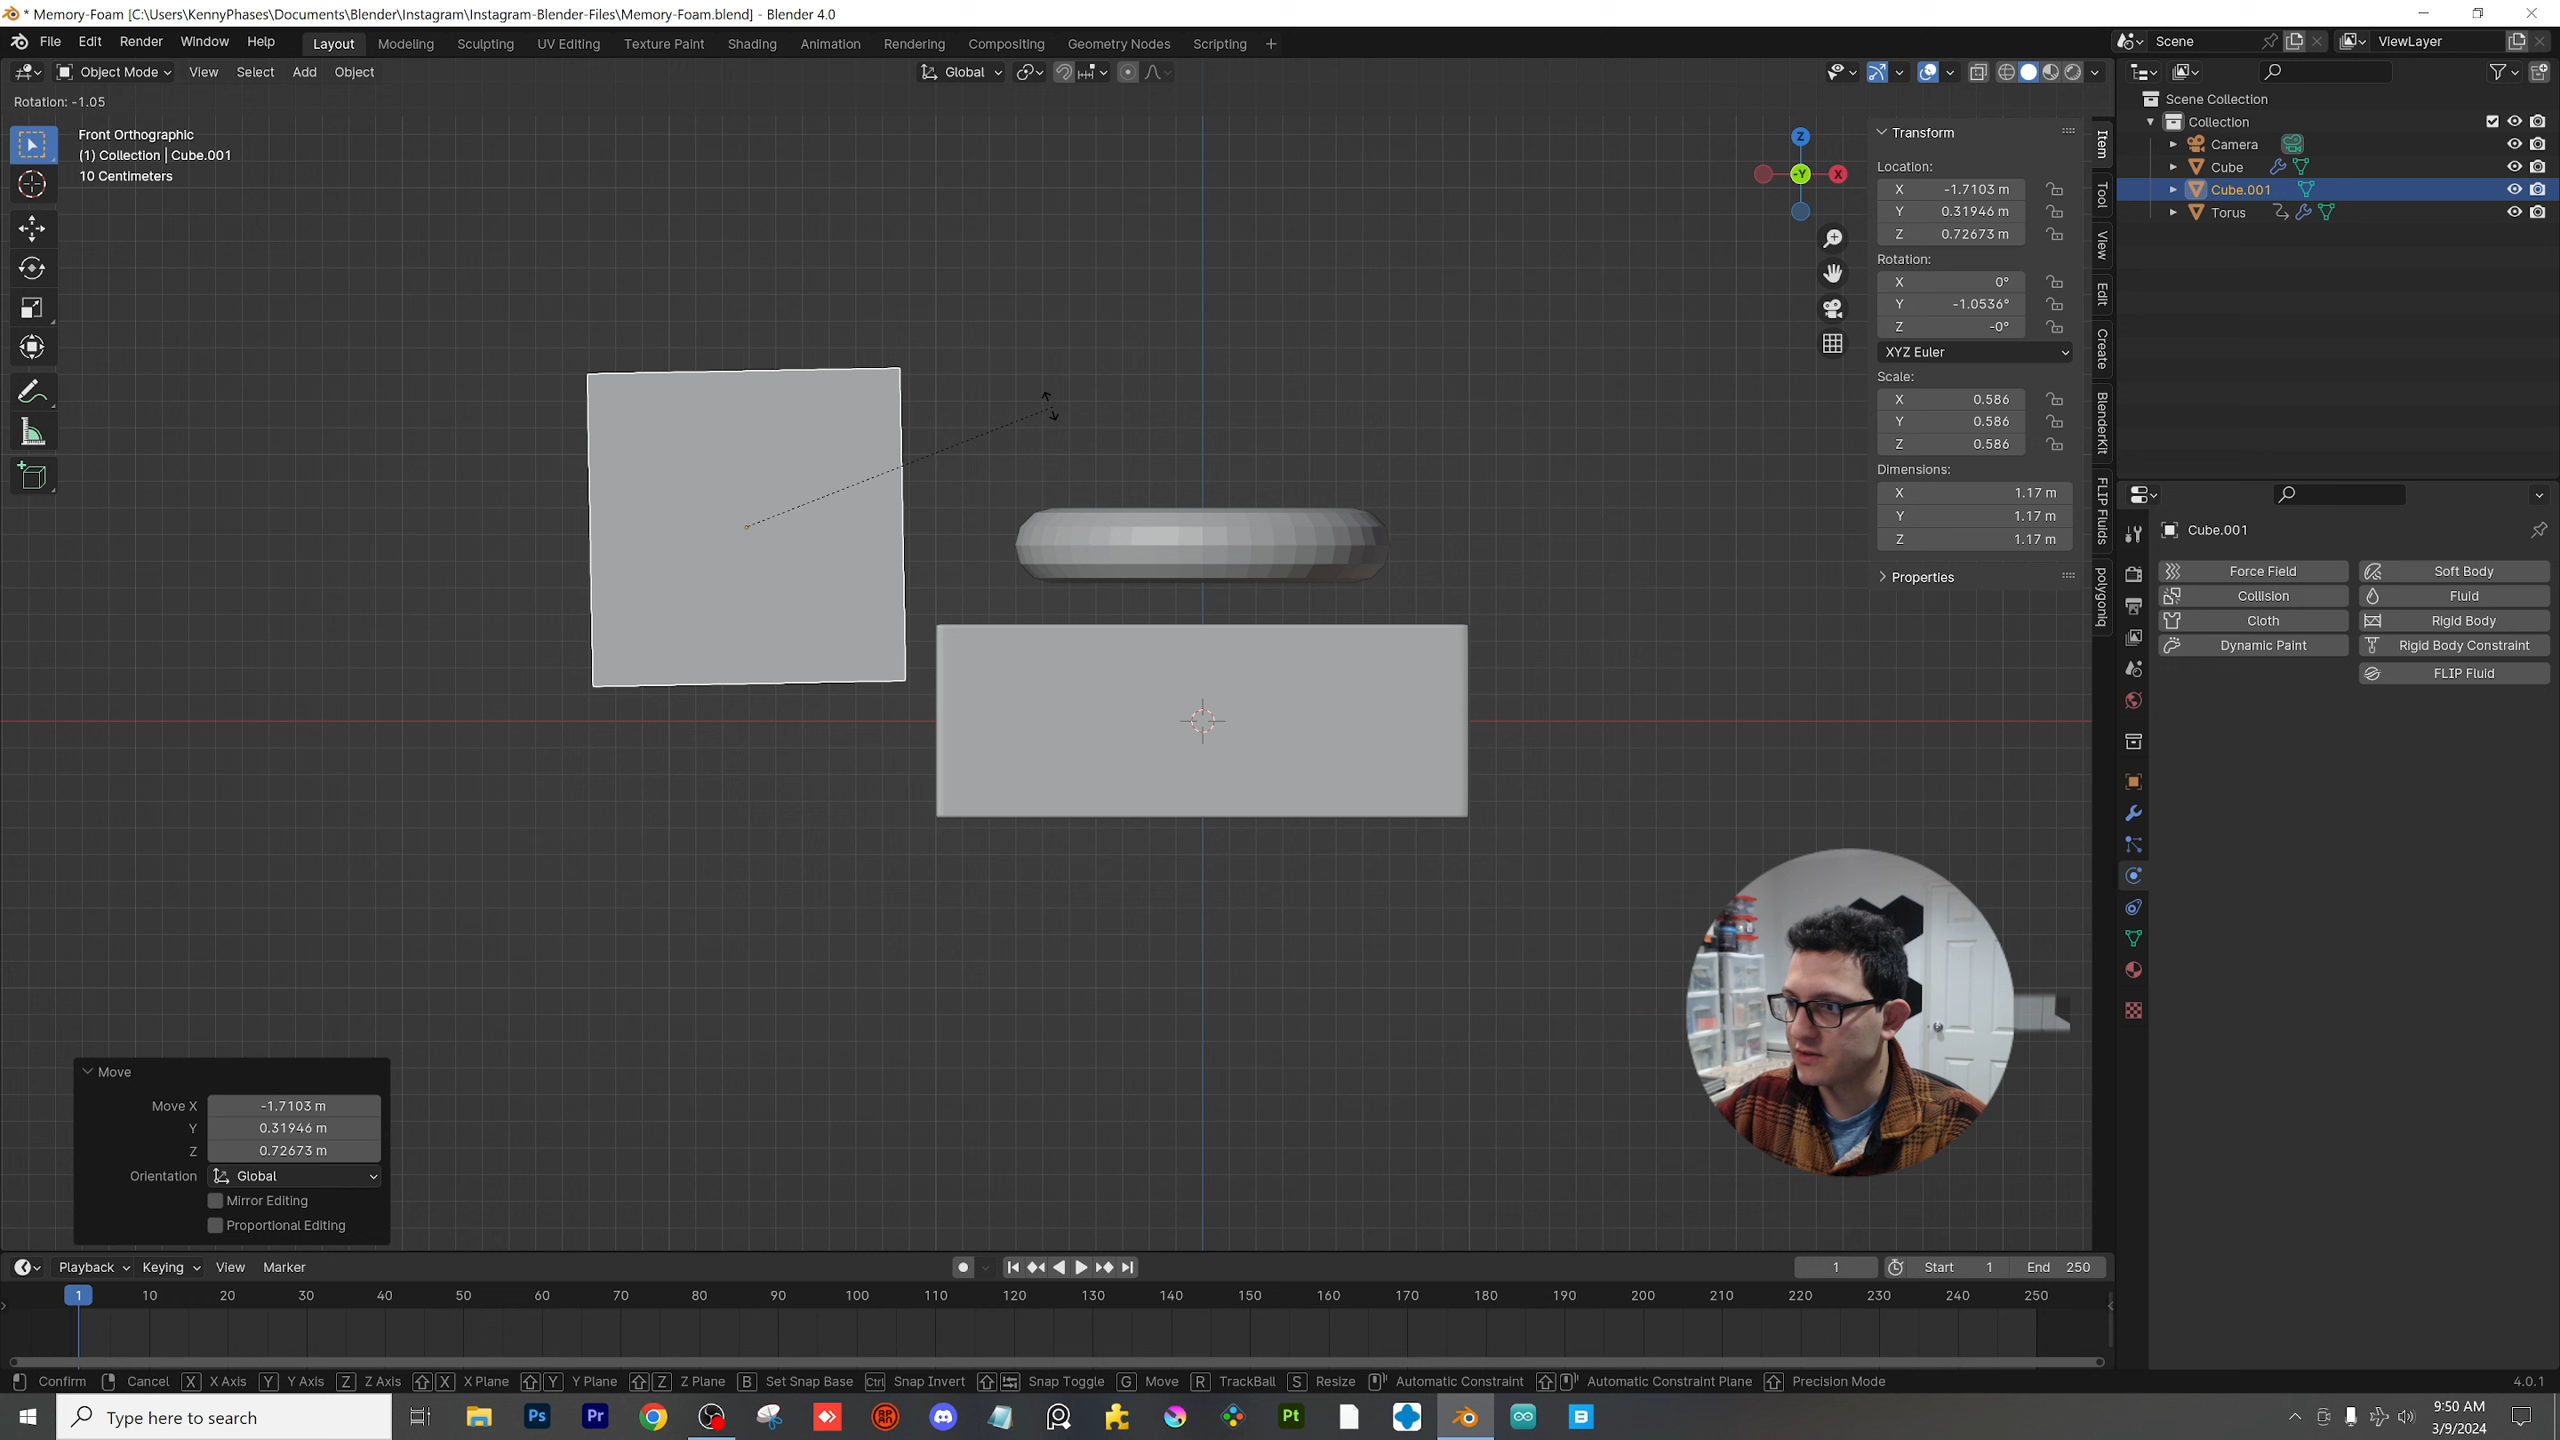 * Memory-Foam [C:\Users\KennyPhases\Documents\Blender\Instagram\Instagram-Blender-Files\Memory-Foam.blend] - Blender 4.0
File Edit Render Window Help Layout Modeling Sculpting UV Editing Texture Paint Shading Animation Rendering Compositing Geometry Nodes Scripting + Scene ViewLayer
Object Mode View Select Add Object Global
Rotation: -1.05
Front Orthographic
(1) Collection | Cube.001
10 Centimeters
Z
-Y
X
Transform
Location:
X -1.7103 m
Y 0.31946 m
Z 0.72673 m
Rotation:
X 0°
Y -1.0536°
Z -0°
XYZ Euler
Scale:
X 0.586
Y 0.586
Z 0.586
Dimensions:
X 1.17 m
Y 1.17 m
Z 1.17 m
Properties
Item
Tool
View
Edit
Create
BlenderKit
FLIP Fluids
polygoniq
Scene Collection
Collection
Camera
Cube
Cube.001
Torus
Cube.001
Force Field Soft Body
Collision Fluid
Cloth Rigid Body
Dynamic Paint Rigid Body Constraint
FLIP Fluid
Move
Move X -1.7103 m
Y 0.31946 m
Z 0.72673 m
Orientation Global
Mirror Editing
Proportional Editing
Playback Keying View Marker 1 Start 1 End 250
1 10 20 30 40 50 60 70 80 90 100 110 120 130 140 150 160 170 180 190 200 210 220 230 240 250
Confirm Cancel X X Axis Y Y Axis Z Z Axis X X Plane Y Y Plane Z Z Plane B Set Snap Base Ctrl Snap Invert Snap Toggle G Move R TrackBall S Resize Automatic Constraint Automatic Constraint Plane Precision Mode 4.0.1
Type here to search Ps Pr Pt B
9:50 AM
3/9/2024